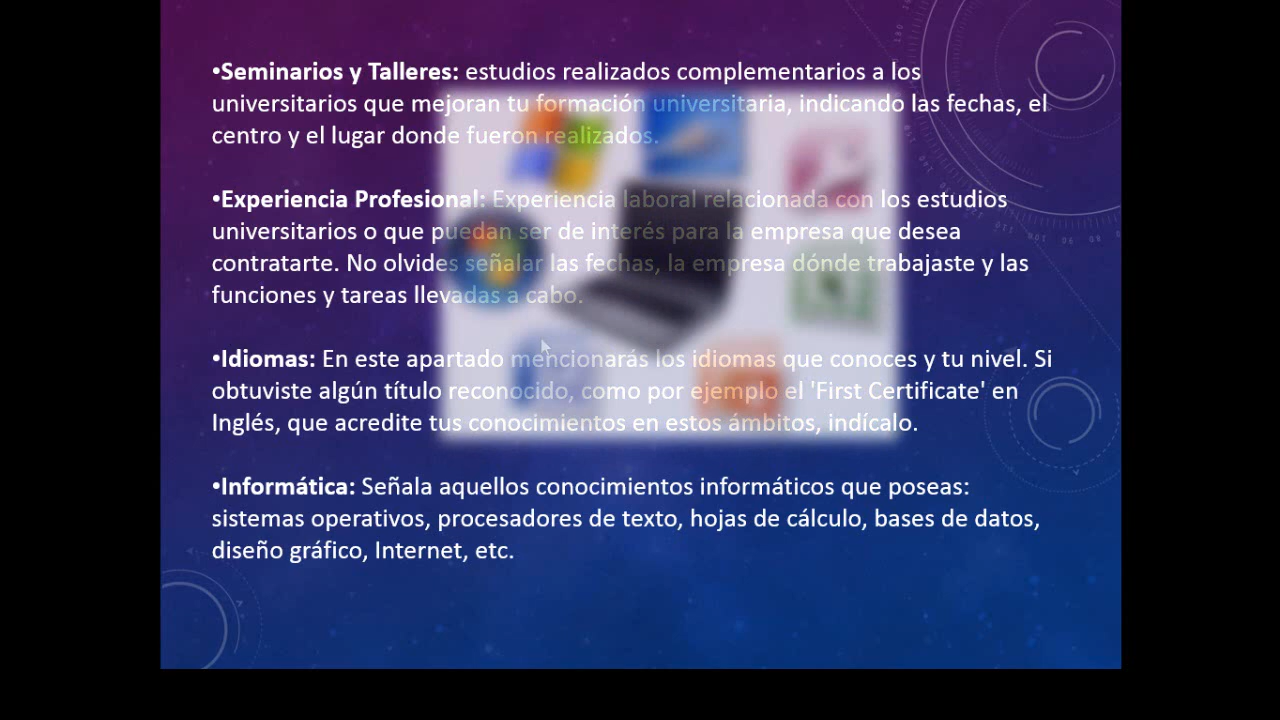 •Seminarios y Talleres: estudios realizados complementarios a los
universitarios que mejoran tu formación universitaria, indicando las fechas, el
centro y el lugar donde fueron realizados.
•Experiencia Profesional: Experiencia laboral relacionada con los estudios
universitarios o que puedan ser de interés para la empresa que desea
contratarte. No olvides señalar las fechas, la empresa dónde trabajaste y las
funciones y tareas llevadas a cabo.
•Idiomas: En este apartado mencionarás los idiomas que conoces y tu nivel. Si
obtuviste algún título reconocido, como por ejemplo el 'First Certificate' en
Inglés, que acredite tus conocimientos en estos ámbitos, indícalo.
•Informática: Señala aquellos conocimientos informáticos que poseas:
sistemas operativos, procesadores de texto, hojas de cálculo, bases de datos,
diseño gráfico, Internet, etc.